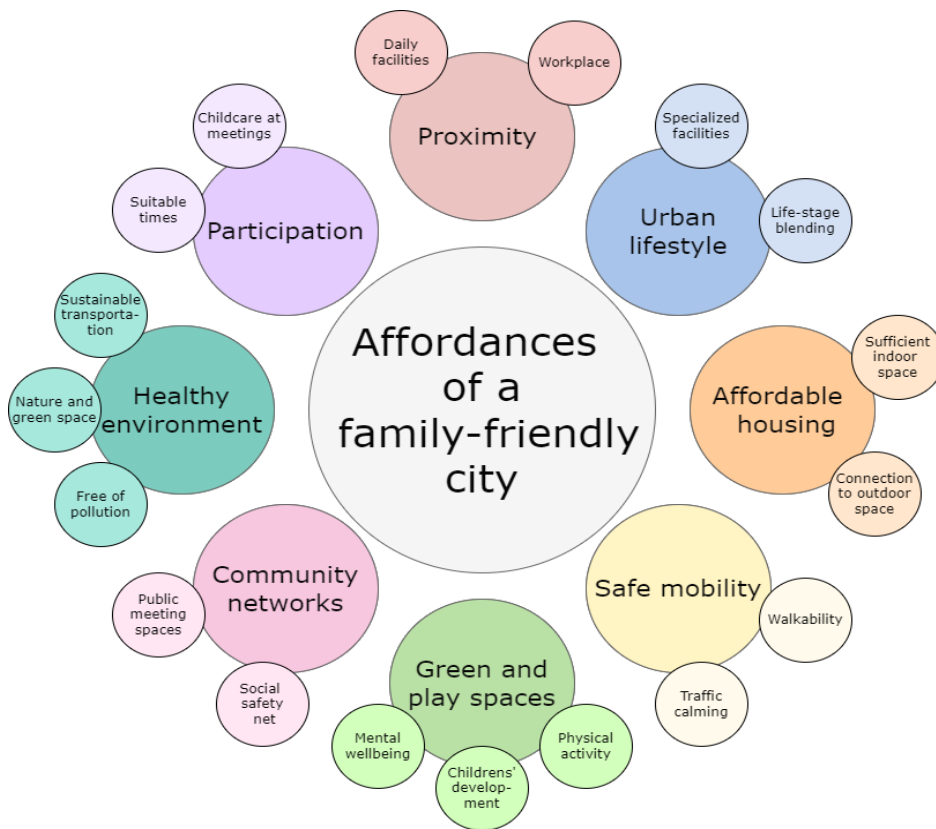 Affordances
of a
family-friendly
city
Proximity
Daily
facilities
Workplace
Urban
lifestyle
Specialized
facilities
Life-stage
blending
Affordable
housing
Sufficient
indoor
space
Connection
to outdoor
space
Safe mobility
Walkability
Traffic
calming
Green and
play spaces
Physical
activity
Childrens'
develop-
ment
Mental
wellbeing
Community
networks
Social
safety
net
Public
meeting
spaces
Healthy
environment
Free of
pollution
Nature and
green space
Sustainable
transporta-
tion
Participation
Suitable
times
Childcare at
meetings